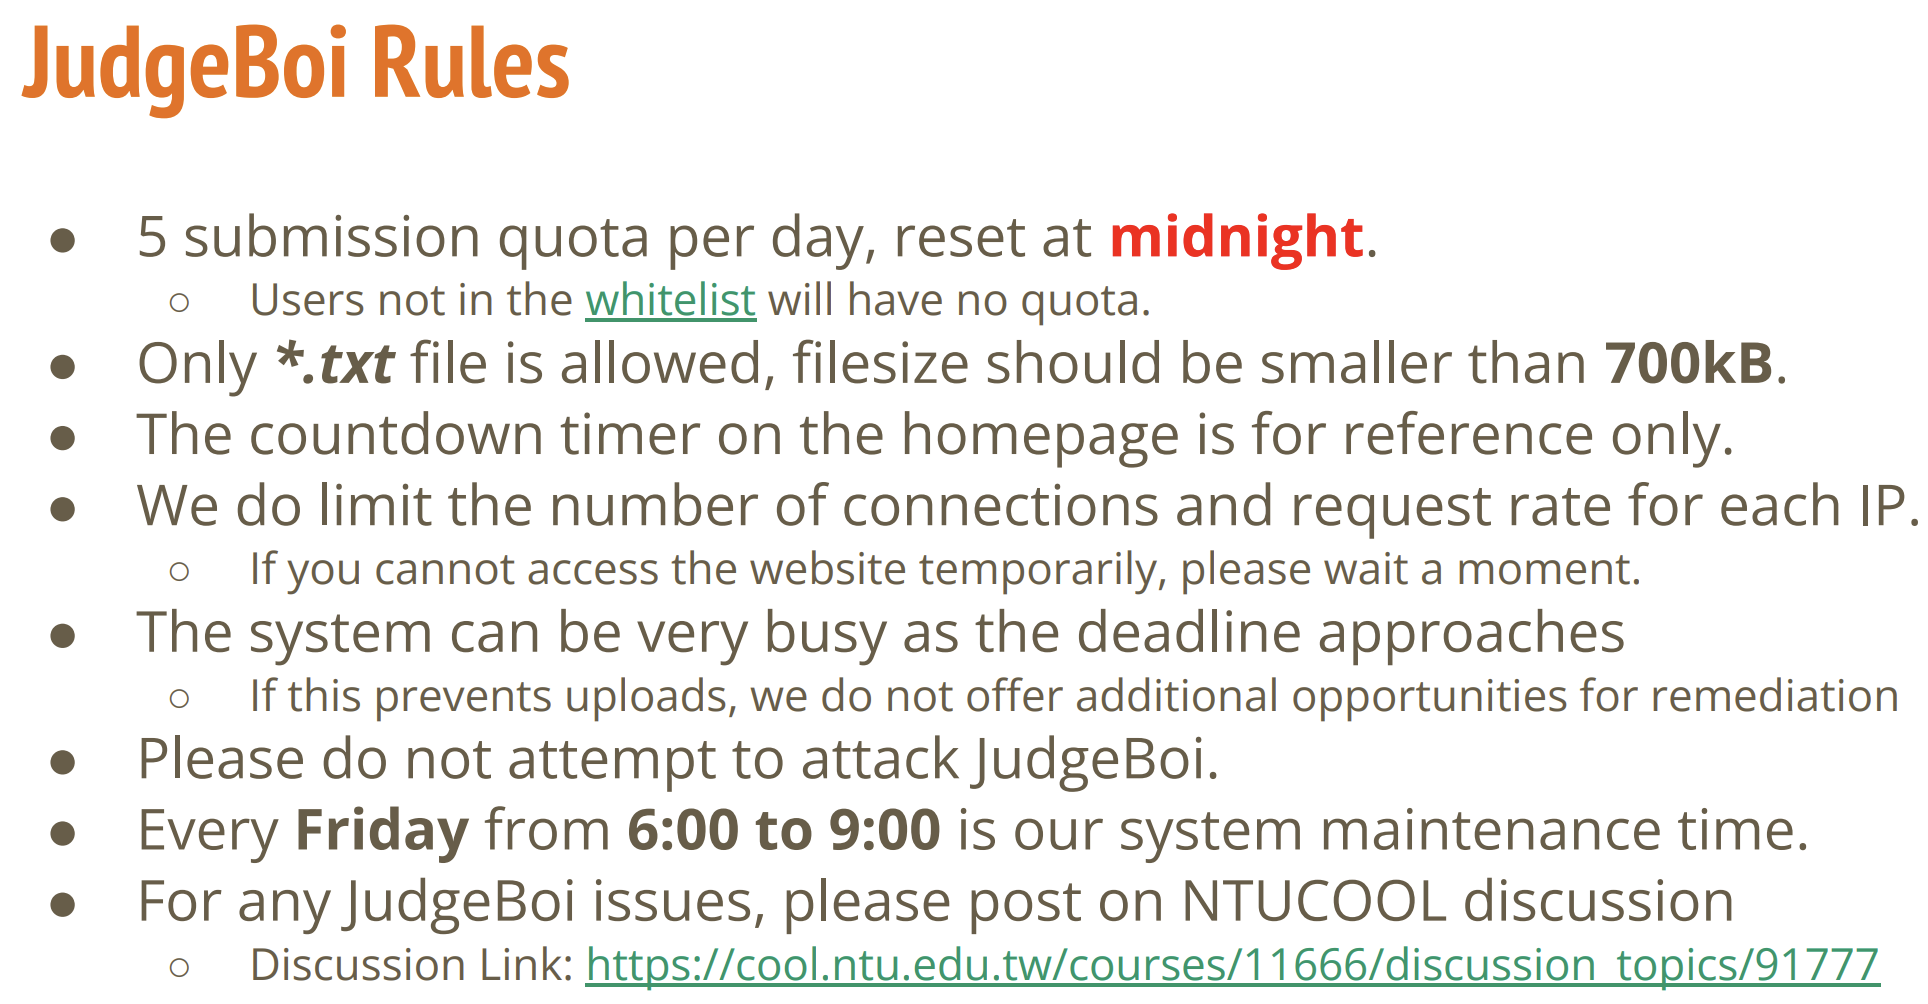 JudgeBoi Rules
● 5 submission quota per day, reset at midnight.
○ Users not in the whitelist will have no quota.
● Only *.txt file is allowed, filesize should be smaller than 700kB.
● The countdown timer on the homepage is for reference only.
● We do limit the number of connections and request rate for each IP.
○ If you cannot access the website temporarily, please wait a moment.
● The system can be very busy as the deadline approaches
○ If this prevents uploads, we do not offer additional opportunities for remediation
● Please do not attempt to attack JudgeBoi.
● Every Friday from 6:00 to 9:00 is our system maintenance time.
● For any JudgeBoi issues, please post on NTUCOOL discussion
○ Discussion Link: https://cool.ntu.edu.tw/courses/11666/discussion_topics/91777